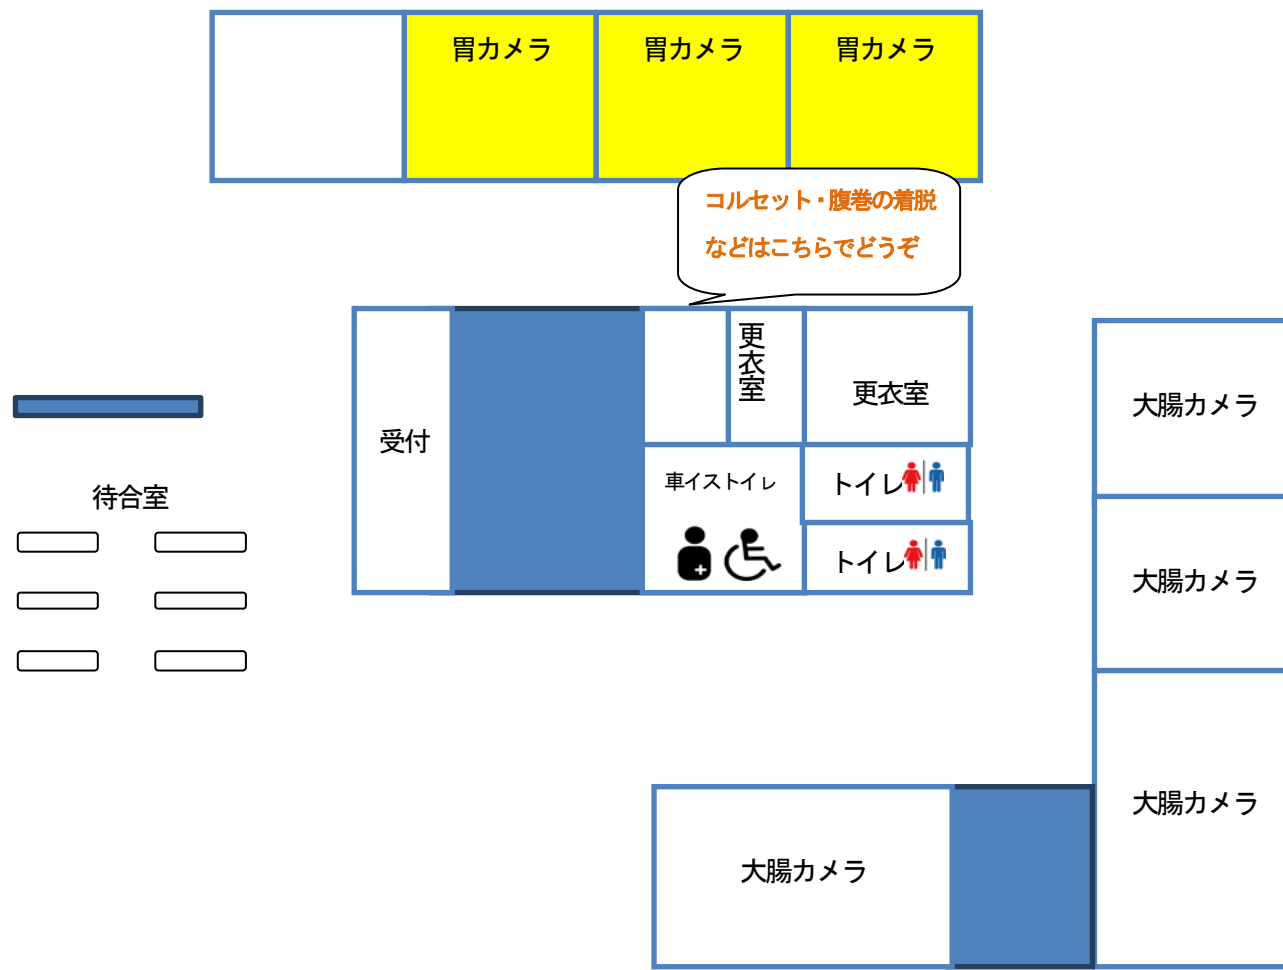 胃カメラ
胃カメラ
胃カメラ
コルセット・腹巻の着脱
などはこちらでどうぞ
更衣室
更衣室
受付
待合室
車イストイレ
トイレ
トイレ
大腸カメラ
大腸カメラ
大腸カメラ
大腸カメラ